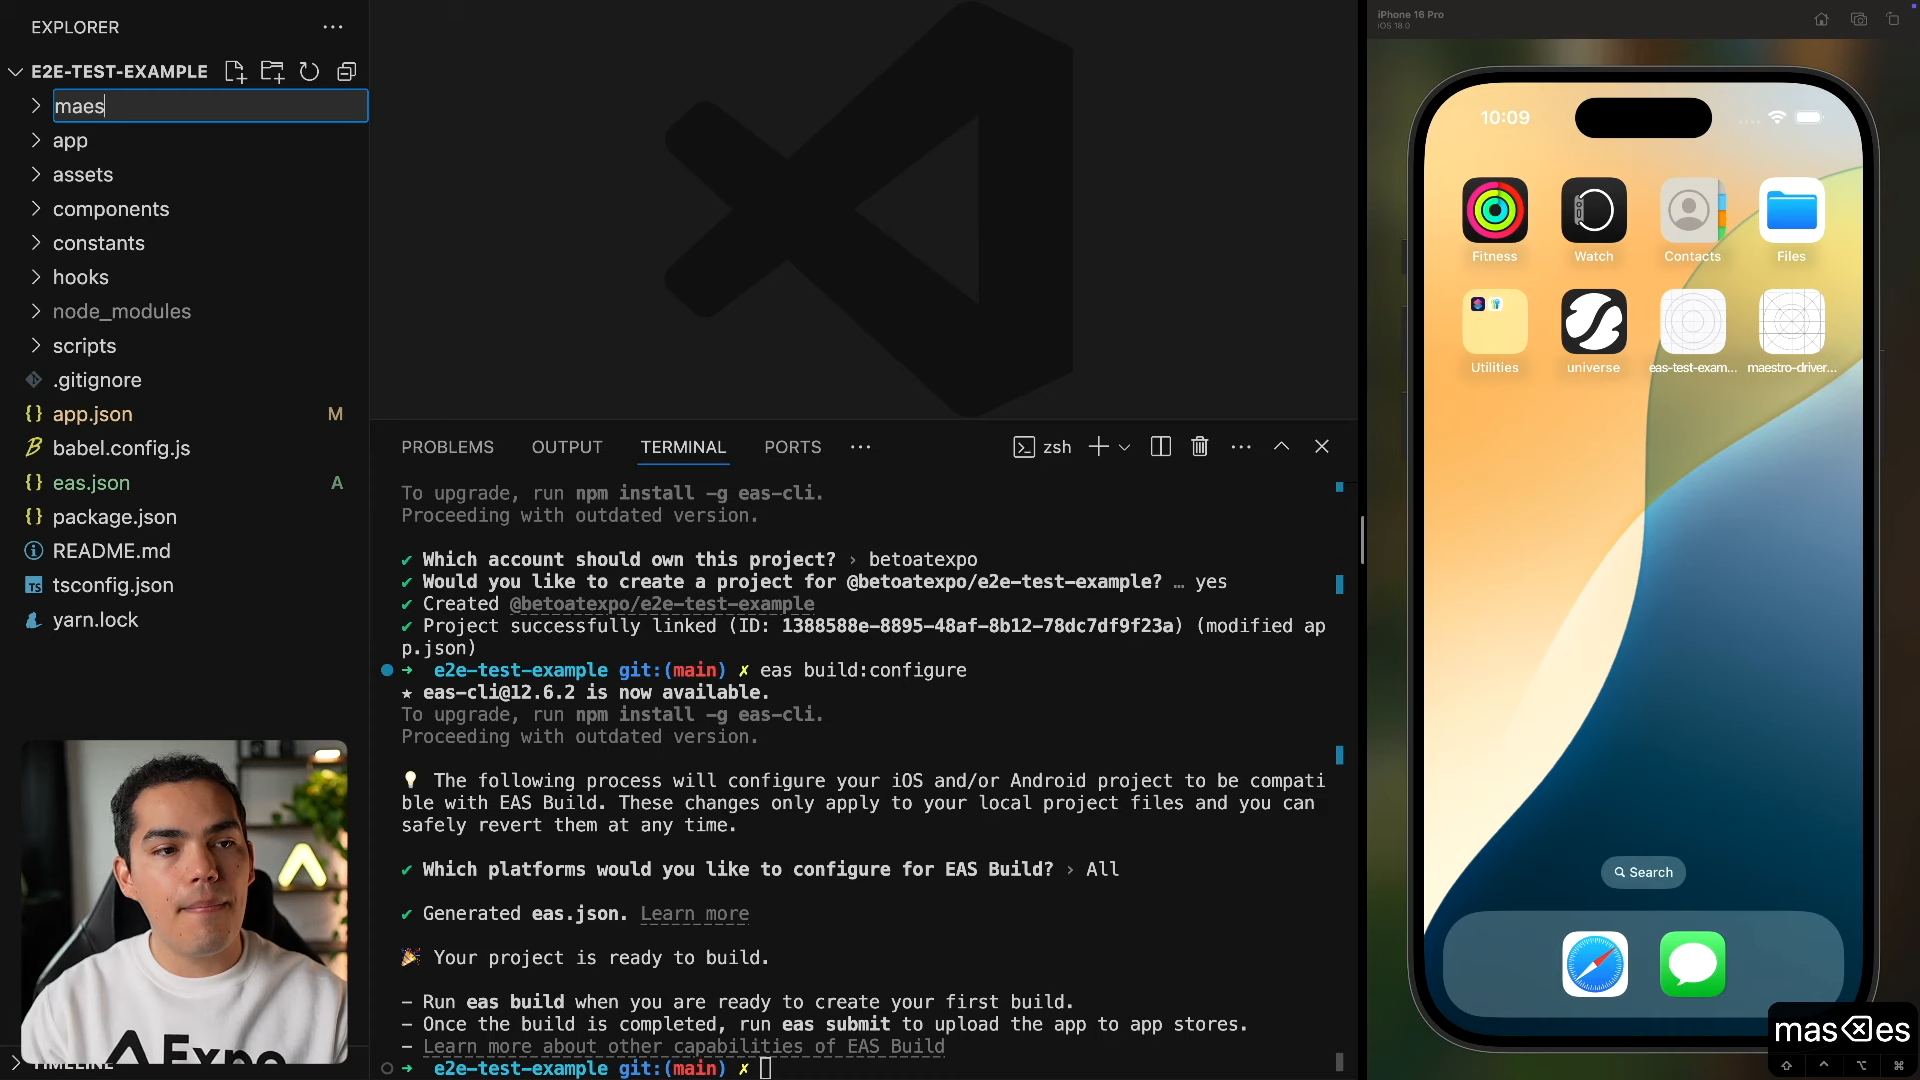 EXPLORER
E2E-TEST-EXAMPLE
maes
app
assets
components
constants
hooks
node_modules
scripts
.gitignore
app.json M
babel.config.js
eas.json A
package.json
README.md
tsconfig.json
yarn.lock
TIMELINE
Expo
PROBLEMS OUTPUT TERMINAL PORTS
zsh
To upgrade, run npm install -g eas-cli.
Proceeding with outdated version.
✔ Which account should own this project? › betoatexpo
✔ Would you like to create a project for @betoatexpo/e2e-test-example? … yes
✔ Created @betoatexpo/e2e-test-example
✔ Project successfully linked (ID: 1388588e-8895-48af-8b12-78dc7df9f23a) (modified ap
p.json)
➜ e2e-test-example git:(main) ✗ eas build:configure
★ eas-cli@12.6.2 is now available.
To upgrade, run npm install -g eas-cli.
Proceeding with outdated version.
💡 The following process will configure your iOS and/or Android project to be compati
ble with EAS Build. These changes only apply to your local project files and you can
safely revert them at any time.
✔ Which platforms would you like to configure for EAS Build? › All
✔ Generated eas.json. Learn more
🎉 Your project is ready to build.
- Run eas build when you are ready to create your first build.
- Once the build is completed, run eas submit to upload the app to app stores.
- Learn more about other capabilities of EAS Build
➜ e2e-test-example git:(main) ✗
iPhone 16 Pro
iOS 18.0
10:09
Fitness Watch Contacts Files
Utilities universe eas-test-exam... maestro-driver...
Search
mas⌫es